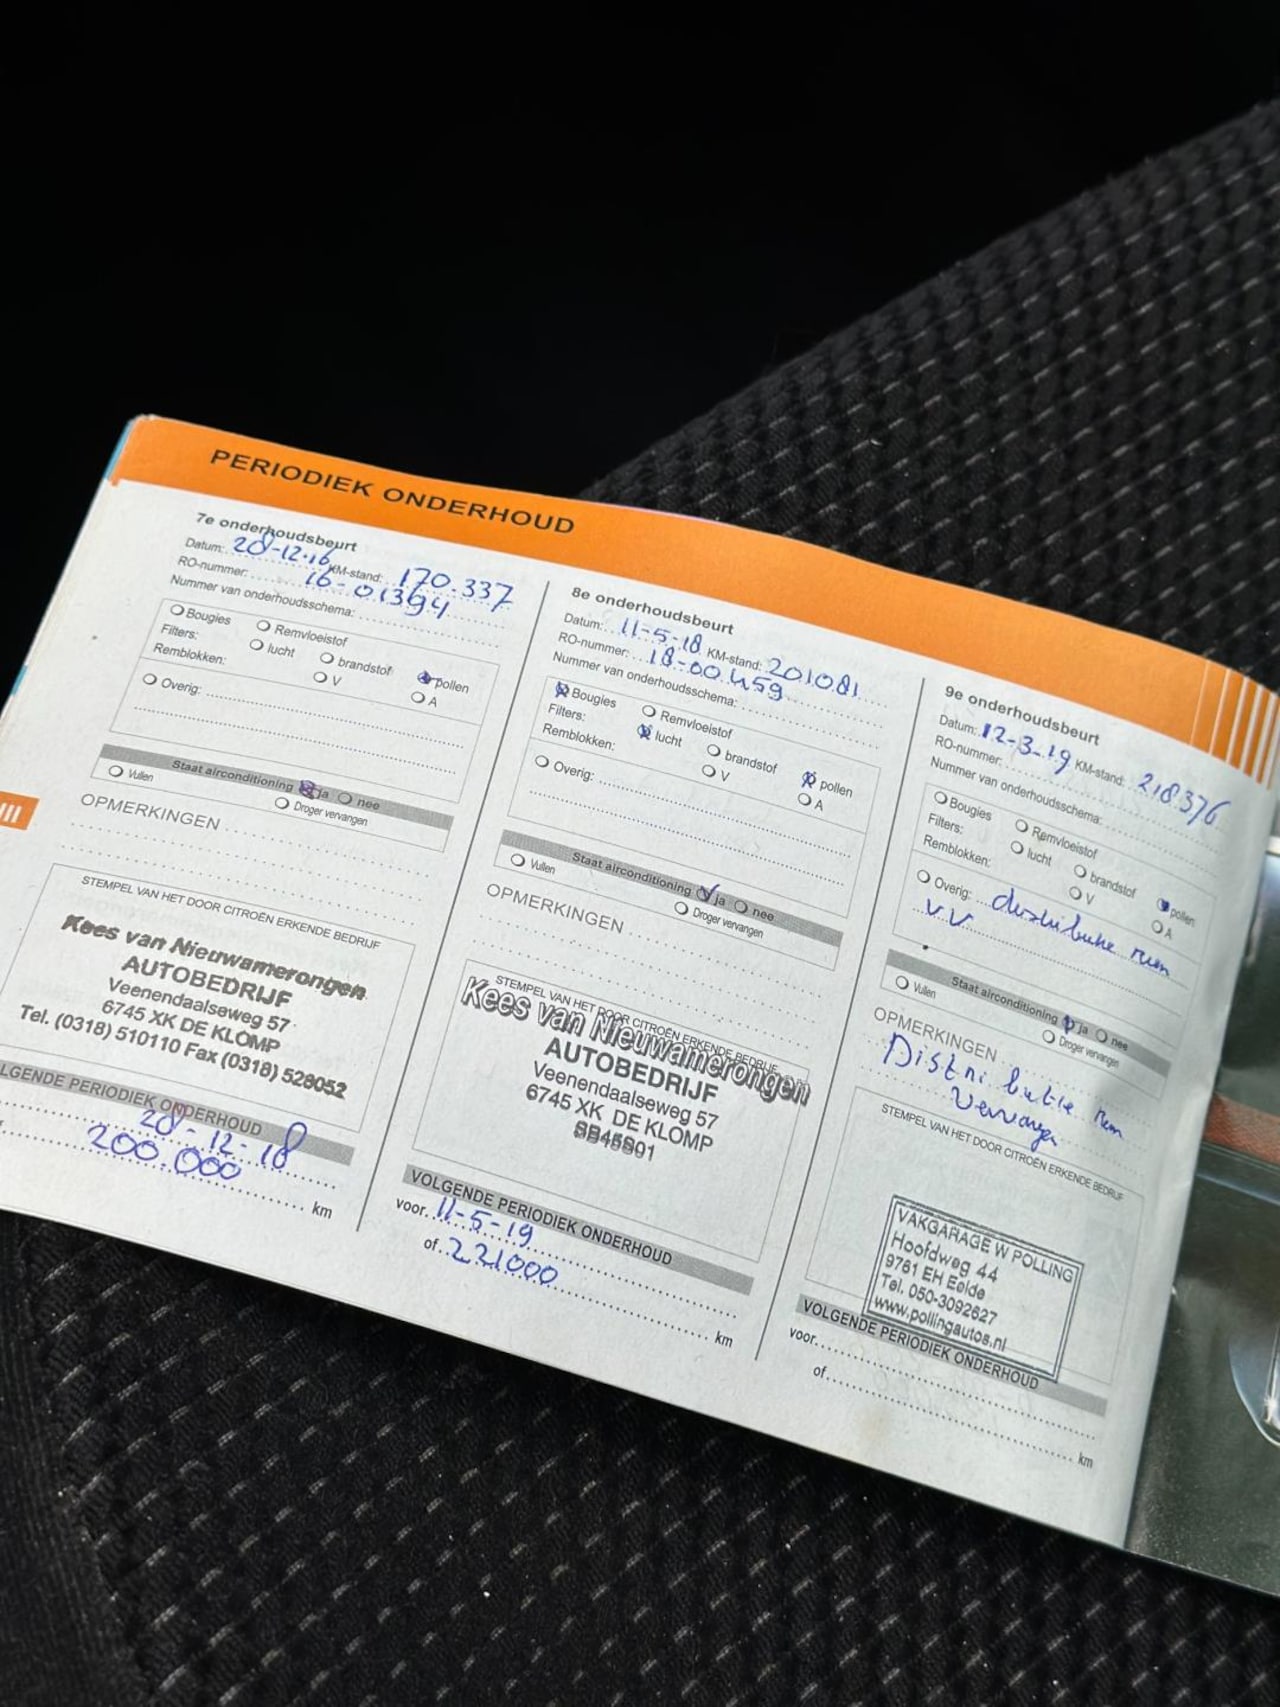 PERIODIEK ONDERHOUD
7e onderhoudsbeurt
Datum: 28-12-16 KM-stand: 170.337
RO-nummer: 16-01394
Nummer van onderhoudsschema:
Bougies Remvloeistof
Filters: lucht brandstof pollen
Remblokken: V A
Overig:
Staat airconditioning ja nee
Vullen Droger vervangen
OPMERKINGEN
STEMPEL VAN HET DOOR CITROËN ERKENDE BEDRIJF
Kees van Nieuwamerongen
AUTOBEDRIJF
Veenendaalseweg 57
6745 XK DE KLOMP
Tel. (0318) 510110 Fax (0318) 528052
LGENDE PERIODIEK ONDERHOUD
28-12-18
200.000
km
8e onderhoudsbeurt
Datum: 11-5-18 KM-stand: 201081
RO-nummer: 18-00459
Nummer van onderhoudsschema:
Bougies Remvloeistof
Filters: lucht brandstof pollen
Remblokken: V A
Overig:
Staat airconditioning ja nee
Vullen Droger vervangen
OPMERKINGEN
STEMPEL VAN HET DOOR CITROËN ERKENDE BEDRIJF
Kees van Nieuwamerongen
AUTOBEDRIJF
Veenendaalseweg 57
6745 XK DE KLOMP
VOLGENDE PERIODIEK ONDERHOUD
voor 11-5-19
of 221000
km
9e onderhoudsbeurt
Datum: 12-3-19 KM-stand: 218376
RO-nummer:
Nummer van onderhoudsschema:
Bougies Remvloeistof
Filters: lucht brandstof pollen
Remblokken: V A
Overig: distributie riem
V.V.
Staat airconditioning ja nee
Vullen Droger vervangen
OPMERKINGEN
Distributie riem
STEMPEL VAN HET DOOR CITROËN ERKENDE BEDRIJF
VAKGARAGE W POLLING
Hoofdweg 44
9761 EH Eelde
Tel. 050-3092627
www.pollingautos.nl
VOLGENDE PERIODIEK ONDERHOUD
voor
of
km
III